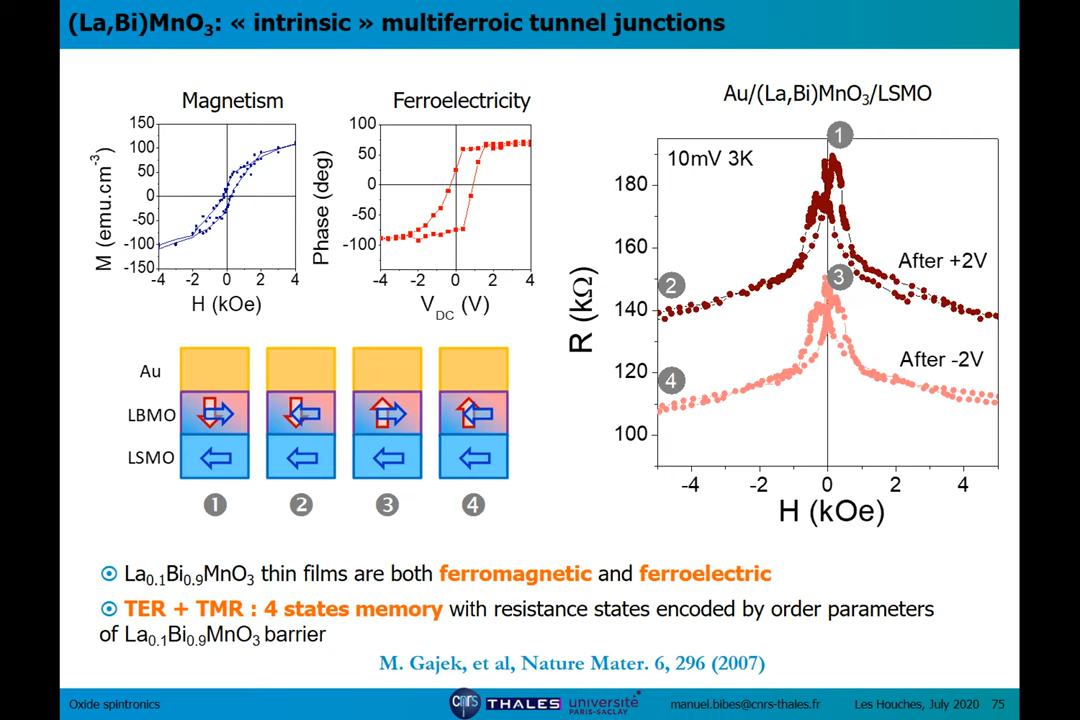 (La,Bi)MnO₃: « intrinsic » multiferroic tunnel junctions
Magnetism
150
100
50
0
-50
-100
-150
M (emu.cm⁻³)
-4 -2 0 2 4
H (kOe)
Ferroelectricity
100
50
0
-50
-100
Phase (deg)
-4 -2 0 2 4
V_DC (V)
Au/(La,Bi)MnO₃/LSMO
10mV 3K
1
2
3
4
After +2V
After -2V
180
160
140
120
100
R (kΩ)
-4 -2 0 2 4
H (kOe)
Au
LBMO
LSMO
1 2 3 4
La₀.₁Bi₀.₉MnO₃ thin films are both ferromagnetic and ferroelectric
TER + TMR : 4 states memory with resistance states encoded by order parameters
of La₀.₁Bi₀.₉MnO₃ barrier
M. Gajek, et al, Nature Mater. 6, 296 (2007)
Oxide spintronics
cnrs
THALES
université
PARIS-SACLAY
manuel.bibes@cnrs-thales.fr
Les Houches, July 2020 75